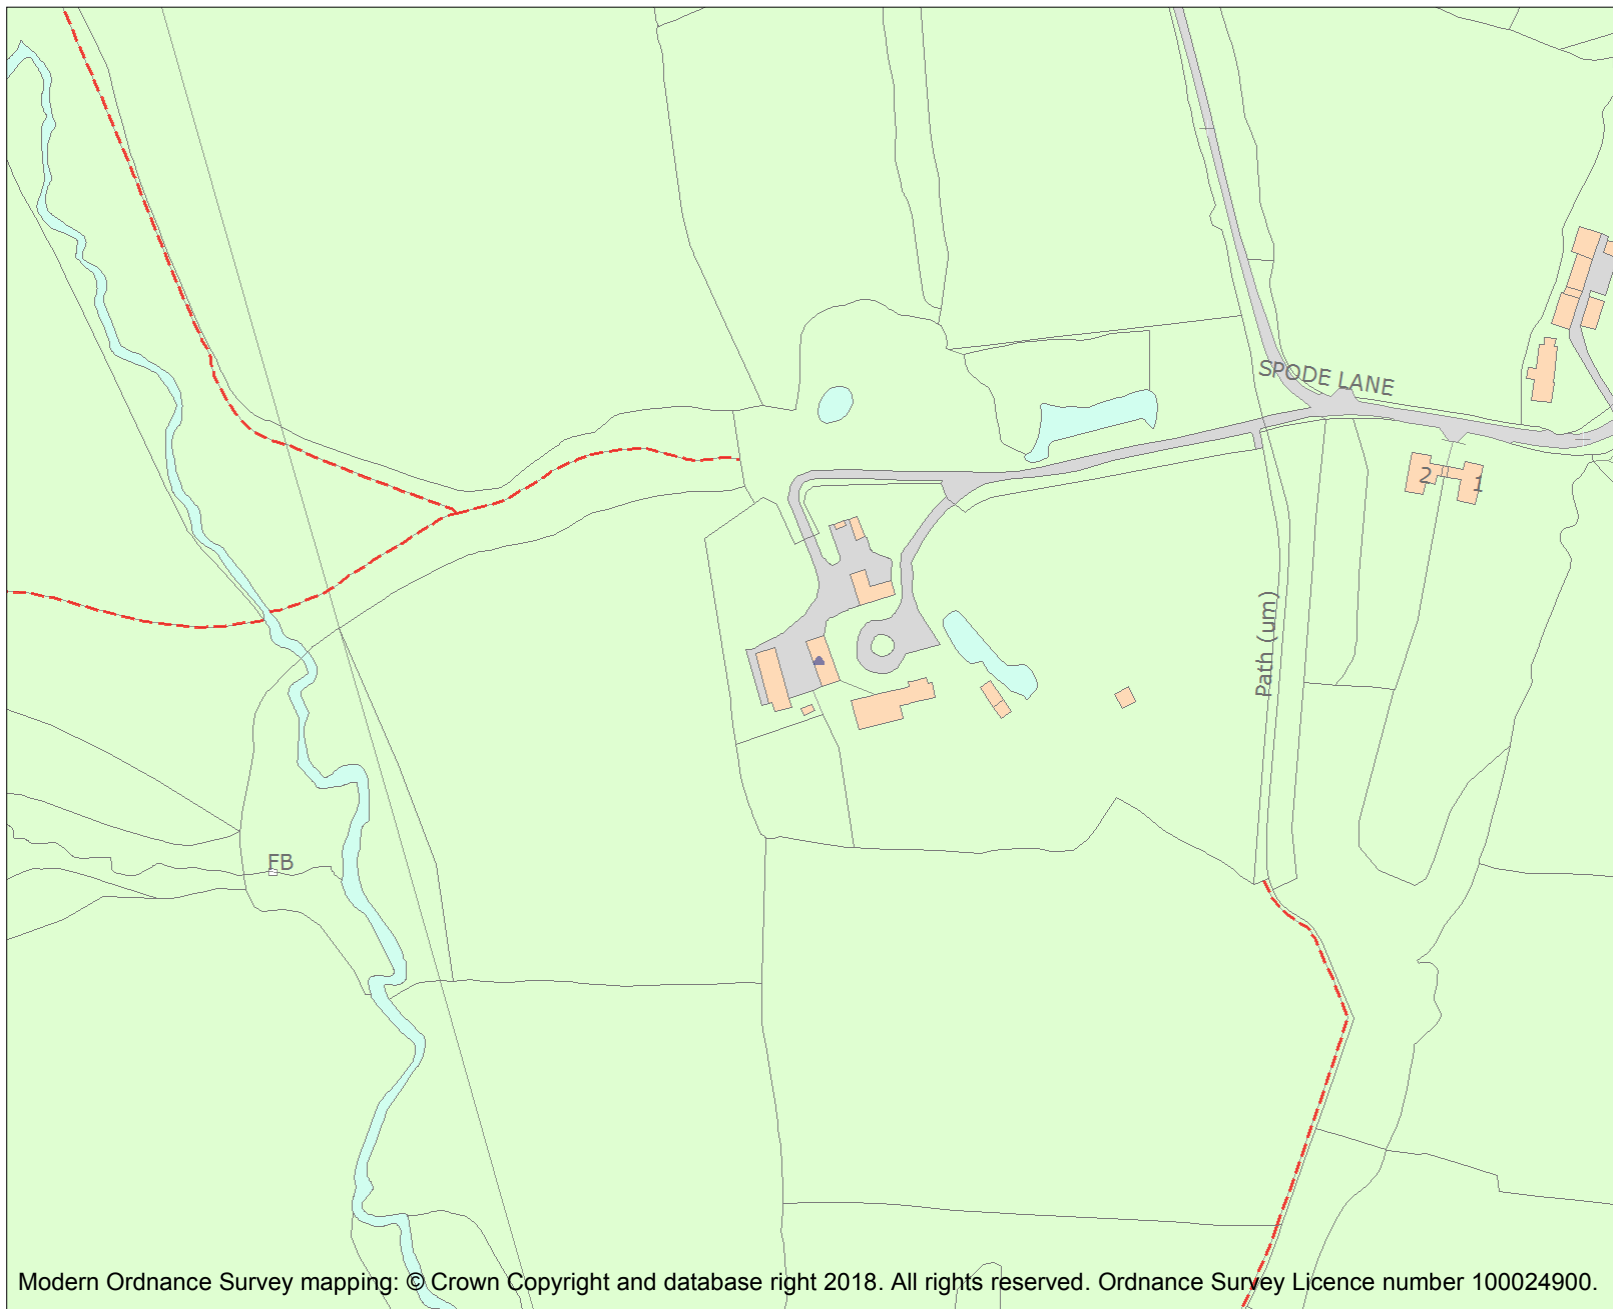 SPODE LANE
2
1
Path (um)
FB
Modern Ordnance Survey mapping: © Crown Copyright and database right 2018. All rights reserved. Ordnance Survey Licence number 100024900.